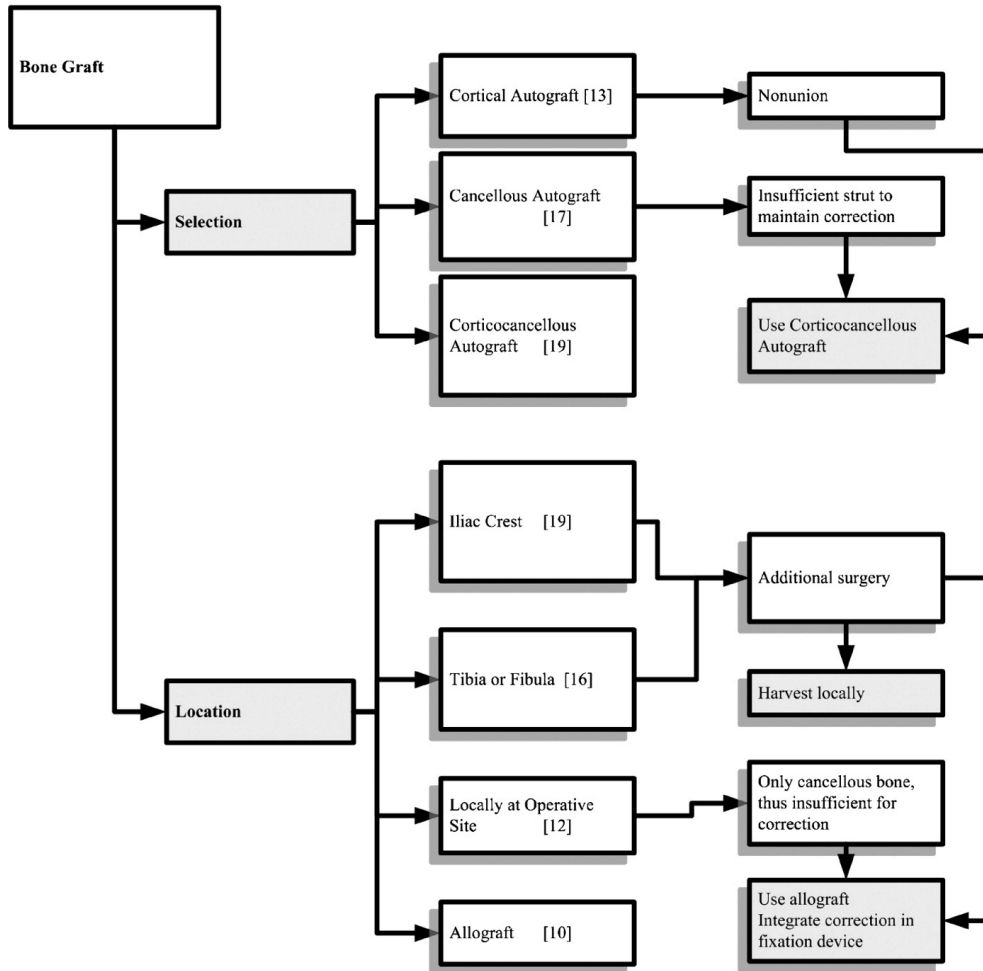 Bone Graft
Cortical Autograft [13]
Nonunion
Selection
Cancellous Autograft
[17]
Insufficient strut to
maintain correction
Corticocancellous
Autograft [19]
Use Corticocancellous
Autograft
Iliac Crest [19]
Additional surgery
Tibia or Fibula [16]
Harvest locally
Location
Locally at Operative
Site [12]
Only cancellous bone,
thus insufficient for
correction
Allograft [10]
Use allograft
Integrate correction in
fixation device